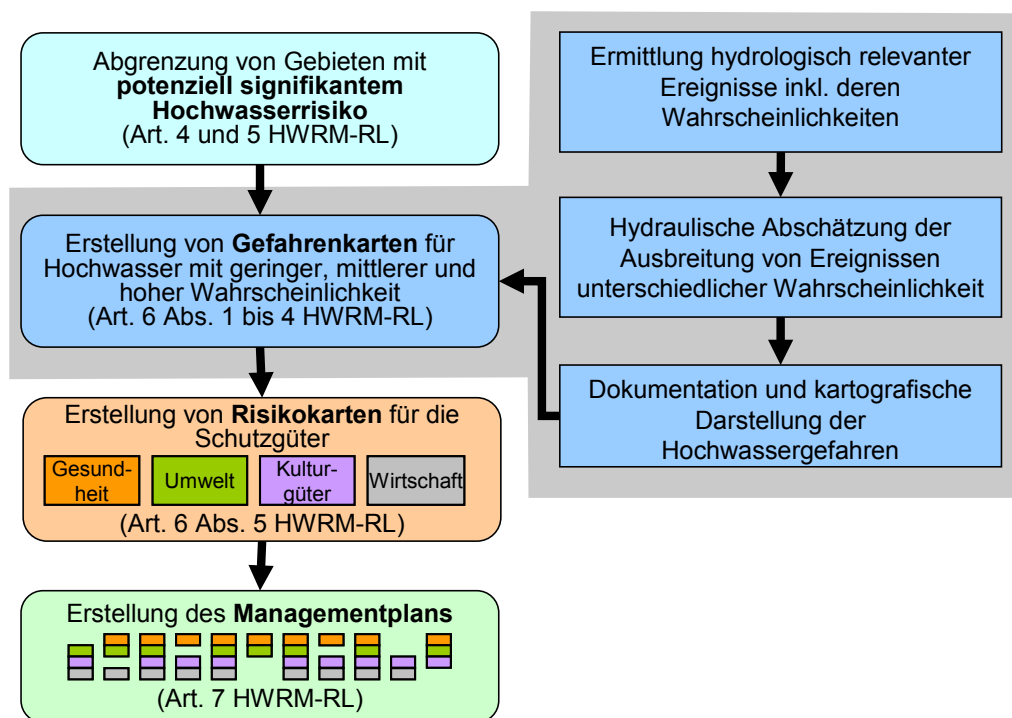 Abgrenzung von Gebieten mit
potenziell signifikantem
Hochwasserrisiko
(Art. 4 und 5 HWRM-RL)
Erstellung von Gefahrenkarten für
Hochwasser mit geringer, mittlerer und
hoher Wahrscheinlichkeit
(Art. 6 Abs. 1 bis 4 HWRM-RL)
Erstellung von Risikokarten für die
Schutzgüter
Gesund-
heit
Umwelt
Kultur-
güter
Wirtschaft
(Art. 6 Abs. 5 HWRM-RL)
Erstellung des Managementplans
(Art. 7 HWRM-RL)
Ermittlung hydrologisch relevanter
Ereignisse inkl. deren
Wahrscheinlichkeiten
Hydraulische Abschätzung der
Ausbreitung von Ereignissen
unterschiedlicher Wahrscheinlichkeit
Dokumentation und kartografische
Darstellung der
Hochwassergefahren